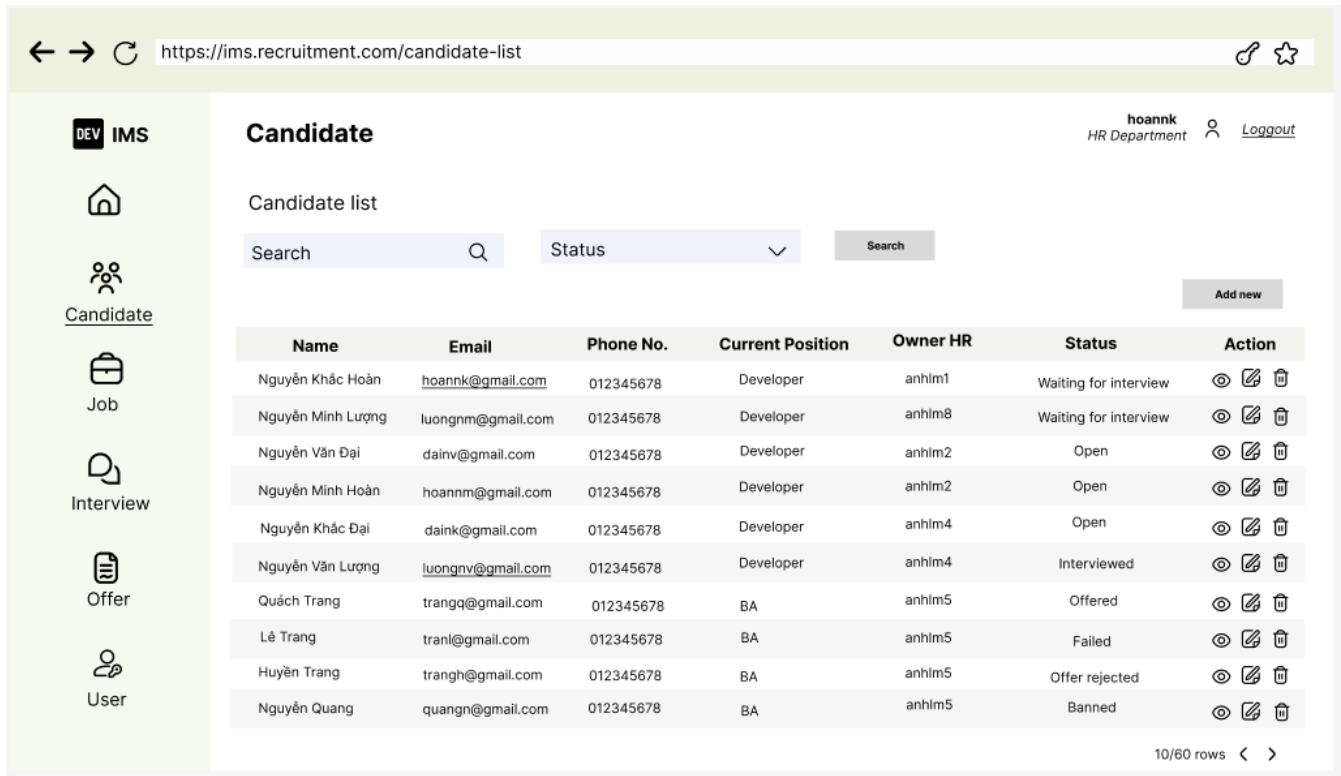 https://ims.recruitment.com/candidate-list
DEV IMS
Candidate
hoannk
HR Department
Loggout
Candidate list
Search
Status
Search
Add new
Candidate
Job
Interview
Offer
User
Name Email Phone No. Current Position Owner HR Status Action
Nguyễn Khắc Hoàn hoannk@gmail.com 012345678 Developer anhlm1 Waiting for interview
Nguyễn Minh Lượng luongnm@gmail.com 012345678 Developer anhlm8 Waiting for interview
Nguyễn Văn Đại dainv@gmail.com 012345678 Developer anhlm2 Open
Nguyễn Minh Hoàn hoannm@gmail.com 012345678 Developer anhlm2 Open
Nguyễn Khắc Đại daink@gmail.com 012345678 Developer anhlm4 Open
Nguyễn Văn Lượng luongnv@gmail.com 012345678 Developer anhlm4 Interviewed
Quách Trang trangq@gmail.com 012345678 BA anhlm5 Offered
Lê Trang tranl@gmail.com 012345678 BA anhlm5 Failed
Huyền Trang trangh@gmail.com 012345678 BA anhlm5 Offer rejected
Nguyễn Quang quangn@gmail.com 012345678 BA anhlm5 Banned
10/60 rows